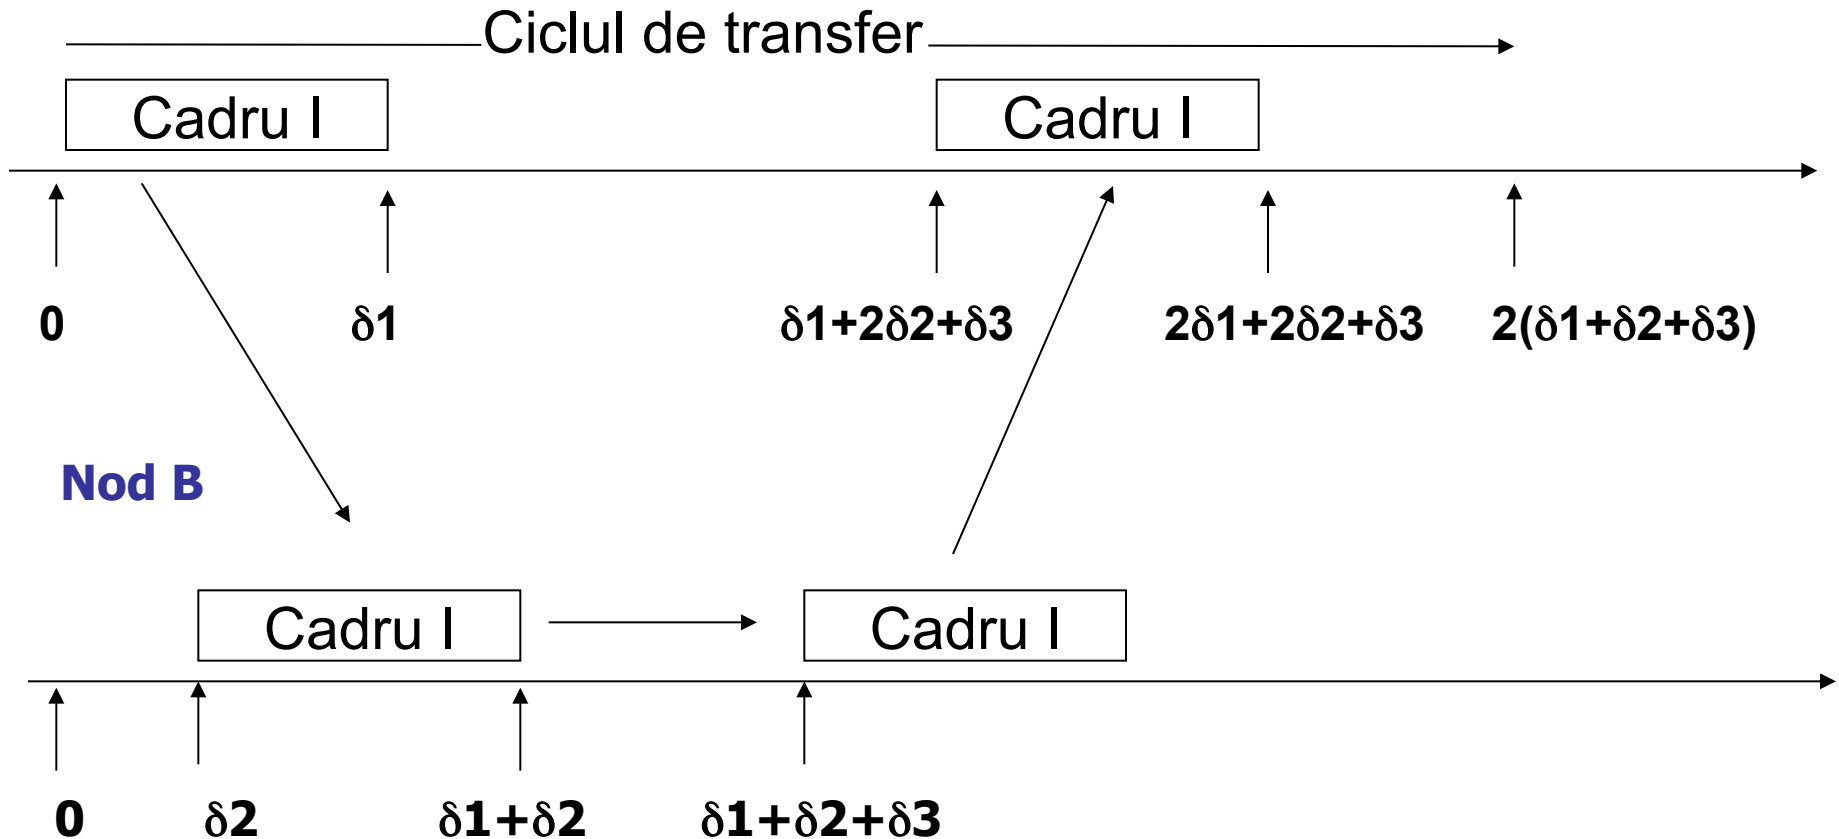 Ciclul de transfer
Cadru I Cadru I
0 δ1 δ1+2δ2+δ3 2δ1+2δ2+δ3 2(δ1+δ2+δ3)
Nod B
Cadru I Cadru I
0 δ2 δ1+δ2 δ1+δ2+δ3